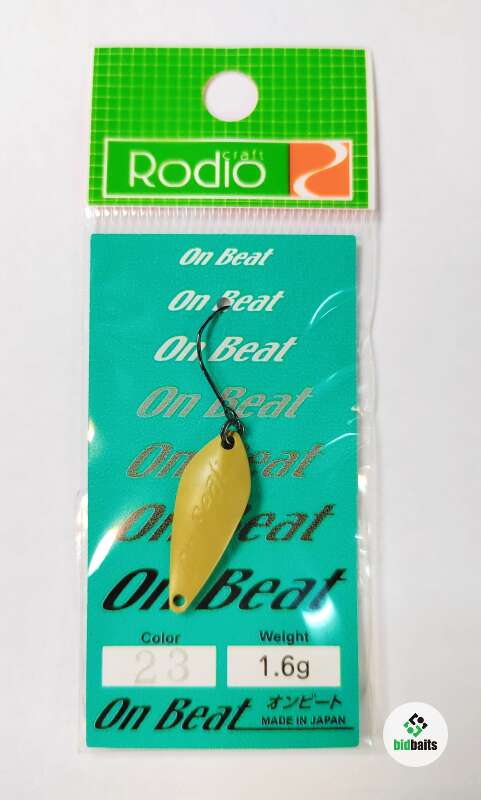 craft
Rodio
On Beat
On Beat
On Beat
On Beat
On Beat
On Beat
On Beat
Color
Weight
23
1.6g
On Beat
オンビート
MADE IN JAPAN
bidbaits